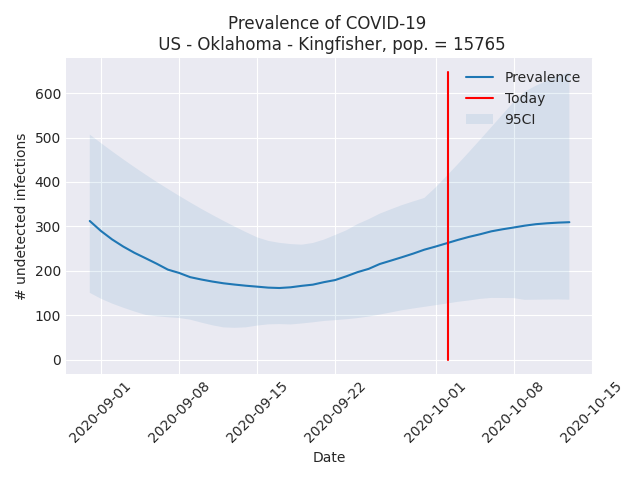 Prevalence of COVID-19
US - Oklahoma - Kingfisher, pop. = 15765
Prevalence
Today
95CI
600
500
400
300
200
100
0
# undetected infections
2020-09-01
2020-09-08
2020-09-15
2020-09-22
2020-10-01
2020-10-08
2020-10-15
Date